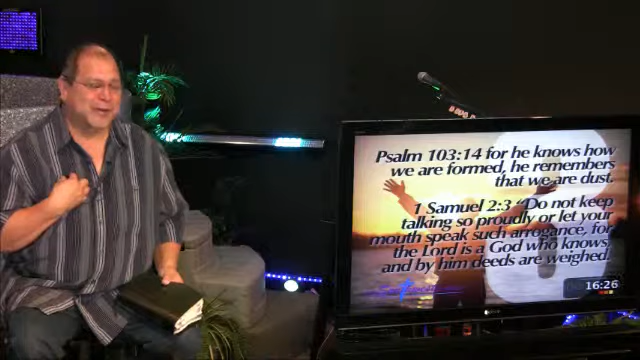 Psalm 103:14 for he knows how
we are formed, he remembers
that we are dust.
1 Samuel 2:3 "Do not keep
talking so proudly or let your
mouth speak such arrogance, for
the Lord is a God who knows,
and by him deeds are weighed.
16:26
LG